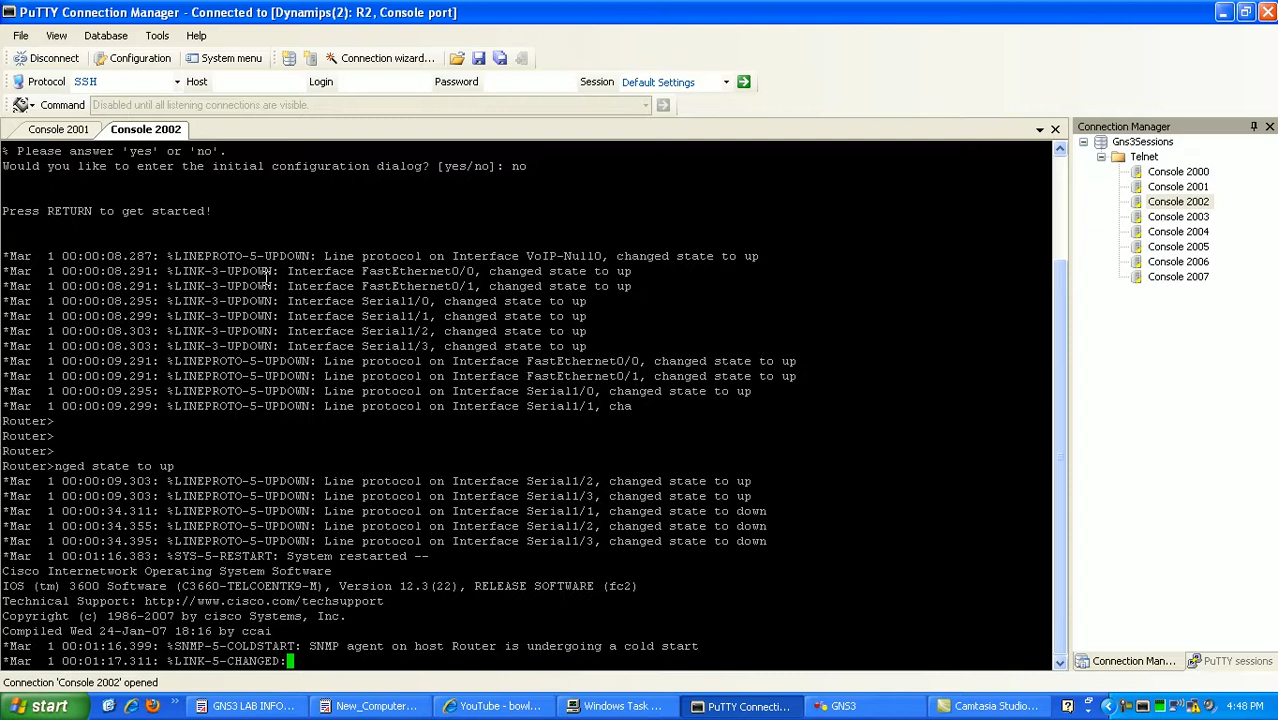 PuTTY Connection Manager - Connected to [Dynamips(2): R2, Console port]
File View Database Tools Help
Disconnect Configuration System menu Connection wizard...
Protocol SSH Host Login Password Session Default Settings
Command Disabled until all listening connections are visible.
Console 2001 Console 2002
% Please answer 'yes' or 'no'.
Would you like to enter the initial configuration dialog? [yes/no]: no
Press RETURN to get started!
*Mar 1 00:00:08.287: %LINEPROTO-5-UPDOWN: Line protocol on Interface VoIP-Null0, changed state to up
*Mar 1 00:00:08.291: %LINK-3-UPDOWN: Interface FastEthernet0/0, changed state to up
*Mar 1 00:00:08.291: %LINK-3-UPDOWN: Interface FastEthernet0/1, changed state to up
*Mar 1 00:00:08.295: %LINK-3-UPDOWN: Interface Serial1/0, changed state to up
*Mar 1 00:00:08.299: %LINK-3-UPDOWN: Interface Serial1/1, changed state to up
*Mar 1 00:00:08.303: %LINK-3-UPDOWN: Interface Serial1/2, changed state to up
*Mar 1 00:00:08.303: %LINK-3-UPDOWN: Interface Serial1/3, changed state to up
*Mar 1 00:00:09.291: %LINEPROTO-5-UPDOWN: Line protocol on Interface FastEthernet0/0, changed state to up
*Mar 1 00:00:09.291: %LINEPROTO-5-UPDOWN: Line protocol on Interface FastEthernet0/1, changed state to up
*Mar 1 00:00:09.295: %LINEPROTO-5-UPDOWN: Line protocol on Interface Serial1/0, changed state to up
*Mar 1 00:00:09.299: %LINEPROTO-5-UPDOWN: Line protocol on Interface Serial1/1, cha
Router>
Router>
Router>
Router>nged state to up
*Mar 1 00:00:09.303: %LINEPROTO-5-UPDOWN: Line protocol on Interface Serial1/2, changed state to up
*Mar 1 00:00:09.303: %LINEPROTO-5-UPDOWN: Line protocol on Interface Serial1/3, changed state to up
*Mar 1 00:00:34.311: %LINEPROTO-5-UPDOWN: Line protocol on Interface Serial1/1, changed state to down
*Mar 1 00:00:34.355: %LINEPROTO-5-UPDOWN: Line protocol on Interface Serial1/2, changed state to down
*Mar 1 00:00:34.395: %LINEPROTO-5-UPDOWN: Line protocol on Interface Serial1/3, changed state to down
*Mar 1 00:01:16.383: %SYS-5-RESTART: System restarted --
Cisco Internetwork Operating System Software
IOS (tm) 3600 Software (C3660-TELCOENTK9-M), Version 12.3(22), RELEASE SOFTWARE (fc2)
Technical Support: http://www.cisco.com/techsupport
Copyright (c) 1986-2007 by cisco Systems, Inc.
Compiled Wed 24-Jan-07 18:16 by ccai
*Mar 1 00:01:16.399: %SNMP-5-COLDSTART: SNMP agent on host Router is undergoing a cold start
*Mar 1 00:01:17.311: %LINK-5-CHANGED:
Connection Manager
Gns3Sessions
Telnet
Console 2000
Console 2001
Console 2002
Console 2003
Console 2004
Console 2005
Console 2006
Console 2007
Connection Man... PuTTY sessions
Connection 'Console 2002' opened
start GNS3 LAB INFO... New_Computer... YouTube - bowl... Windows Task ... PuTTY Connecti... GNS3 Camtasia Studio... 4:48 PM